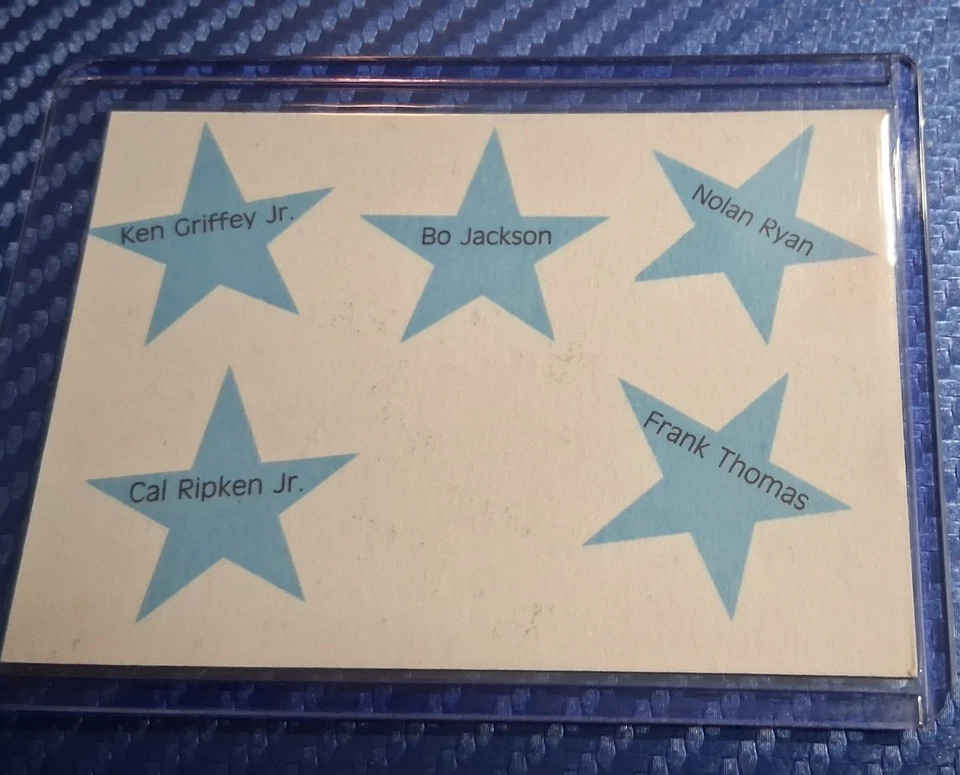 Ken Griffey Jr.
Bo Jackson
Nolan Ryan
Cal Ripken Jr.
Frank Thomas